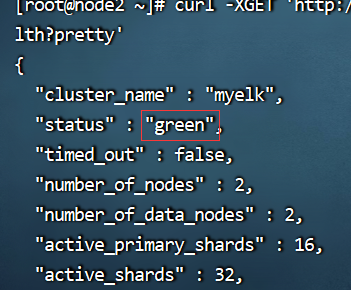 [root@node2 ~]# curl -XGET 'http:/
lth?pretty'
{
"cluster_name" : "myelk",
"status" : "green",
"timed_out" : false,
"number_of_nodes" : 2,
"number_of_data_nodes" : 2,
"active_primary_shards" : 16,
"active_shards" : 32,